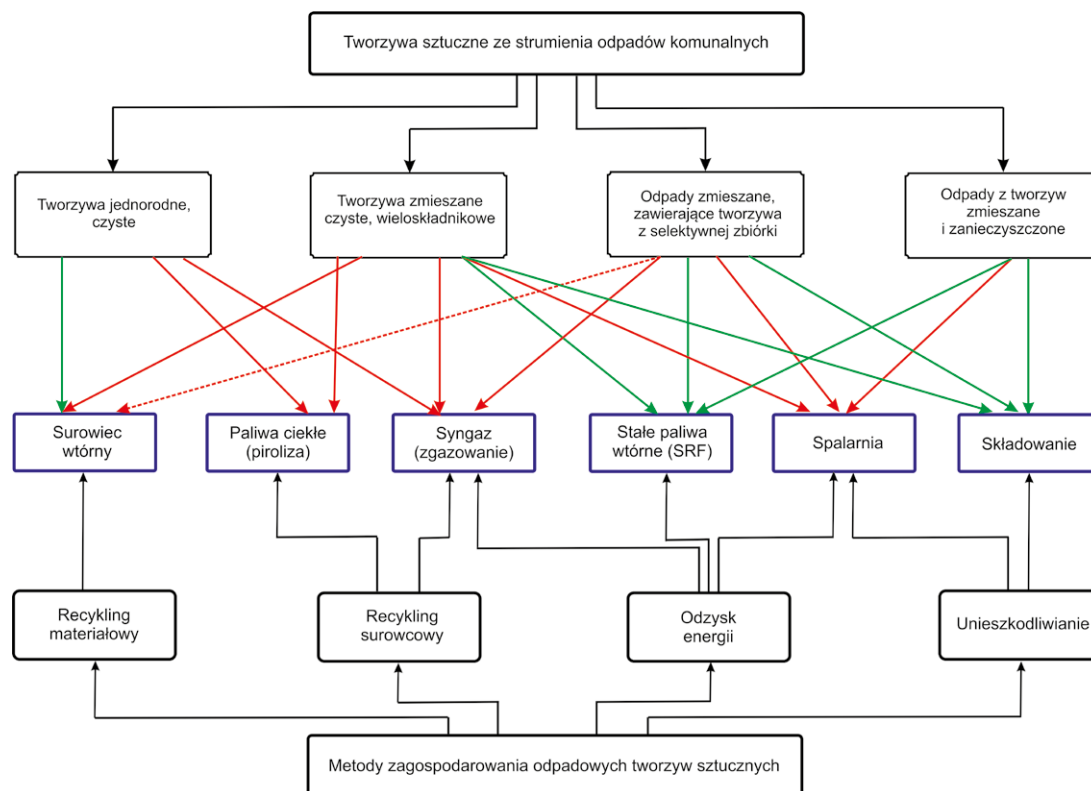 Tworzywa sztuczne ze strumienia odpadów komunalnych
Tworzywa jednorodne,
czyste
Tworzywa zmieszane
czyste, wieloskładnikowe
Odpady zmieszane,
zawierające tworzywa
z selektywnej zbiórki
Odpady z tworzyw
zmieszane
i zanieczyszczone
Surowiec
wtórny
Paliwa ciekłe
(piroliza)
Syngaz
(zgazowanie)
Stałe paliwa
wtórne (SRF)
Spalarnia
Składowanie
Recykling
materiałowy
Recykling
surowcowy
Odzysk
energii
Unieszkodliwianie
Metody zagospodarowania odpadowych tworzyw sztucznych